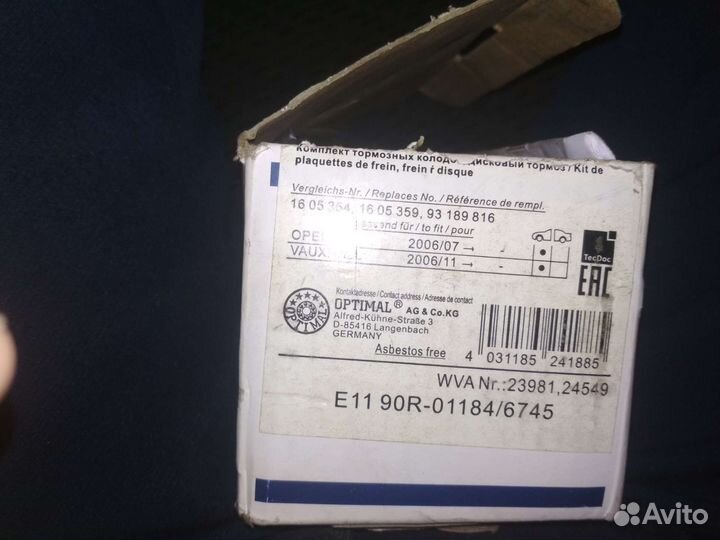 Комплект тормозных колодок, дисковый тормоз / Kit de
plaquettes de frein, frein ŕ disque
Vergleichs-Nr. / Replaces No. / Référence de rempl.
16 05 354, 16 05 359, 93 189 816
für / to fit / pour
2006/07 → -
2006/11 → -
TecDoc
EAC
OPTIMAL
Kontaktadresse / Contact address / Adresse de contact
OPTIMAL® AG & Co.KG
Alfred-Kühne-Straße 3
D-85416 Langenbach
GERMANY
Asbestos free
4 031185 241885
WVA Nr.:23981,24549
E11 90R-01184/6745
Avito